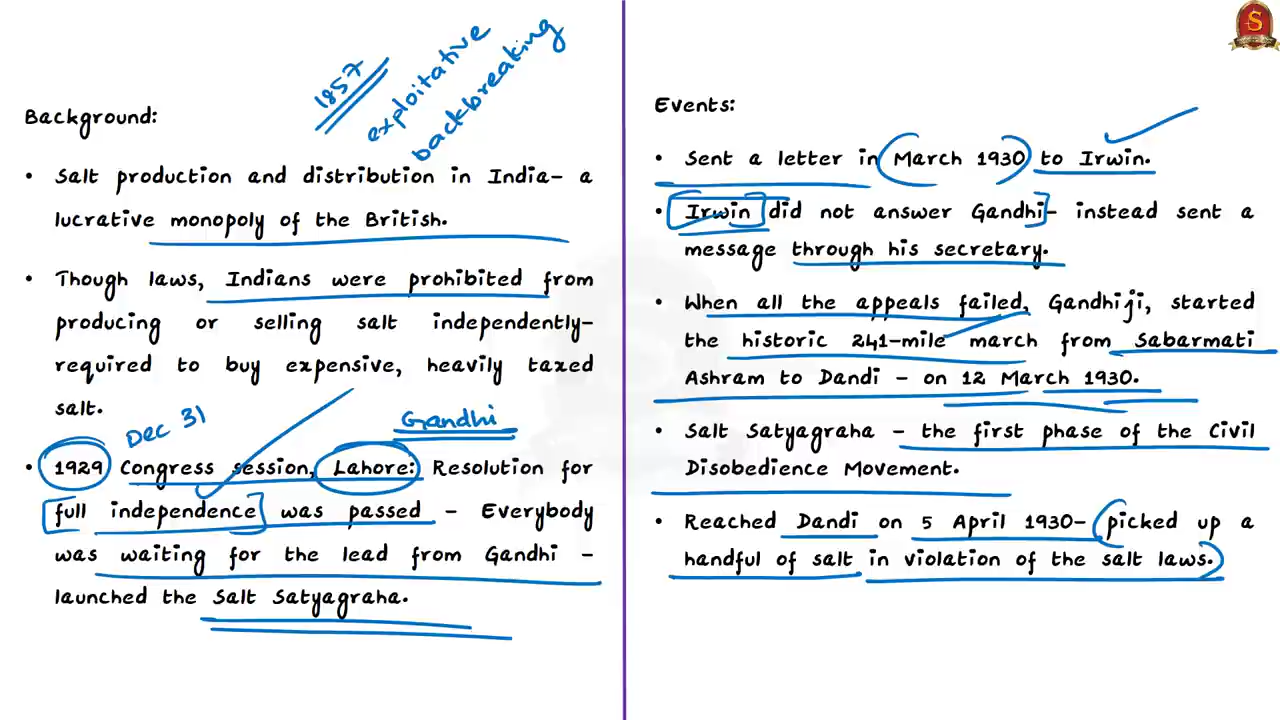 1857
exploitative
backbreaking
Background:
• Salt production and distribution in India- a
lucrative monopoly of the British.
• Though laws, Indians were prohibited from
producing or selling salt independently-
required to buy expensive, heavily taxed
salt.
Dec 31
Gandhi
• 1929 Congress session, Lahore: Resolution for
full independence was passed - Everybody
was waiting for the lead from Gandhi -
launched the Salt Satyagraha.
Events:
• Sent a letter in March 1930 to Irwin.
• Irwin did not answer Gandhi- instead sent a
message through his secretary.
• When all the appeals failed, Gandhiji, started
the historic 241-mile march from Sabarmati
Ashram to Dandi - on 12 March 1930.
• Salt Satyagraha - the first phase of the Civil
Disobedience Movement.
• Reached Dandi on 5 April 1930- picked up a
handful of salt in violation of the salt laws.
S